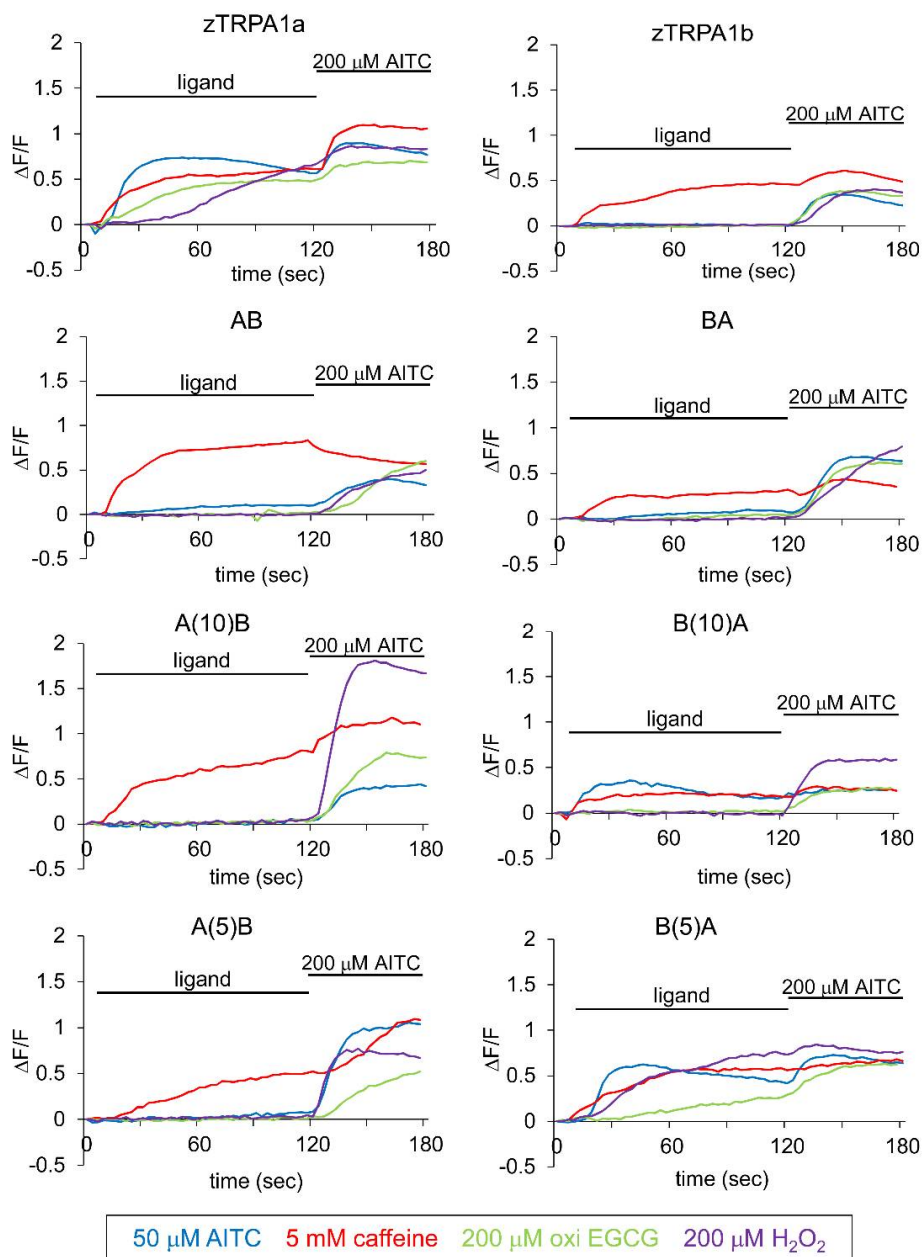 zTRPA1a
200 μM AITC
ligand
2
1.5
1
0.5
0
-0.5
ΔF/F
0 60 120 180
time (sec)
zTRPA1b
200 μM AITC
ligand
2
1.5
1
0.5
0
-0.5
ΔF/F
0 60 120 180
time (sec)
AB
200 μM AITC
ligand
2
1.5
1
0.5
0
-0.5
ΔF/F
0 60 120 180
time (sec)
BA
200 μM AITC
ligand
2
1.5
1
0.5
0
-0.5
ΔF/F
0 60 120 180
time (sec)
A(10)B
200 μM AITC
ligand
2
1.5
1
0.5
0
-0.5
ΔF/F
0 60 120 180
time (sec)
B(10)A
200 μM AITC
ligand
2
1.5
1
0.5
0
-0.5
ΔF/F
0 60 120 180
time (sec)
A(5)B
200 μM AITC
ligand
2
1.5
1
0.5
0
-0.5
ΔF/F
0 60 120 180
time (sec)
B(5)A
200 μM AITC
ligand
2
1.5
1
0.5
0
-0.5
ΔF/F
0 60 120 180
time (sec)
50 μM AITC 5 mM caffeine 200 μM oxi EGCG 200 μM H₂O₂